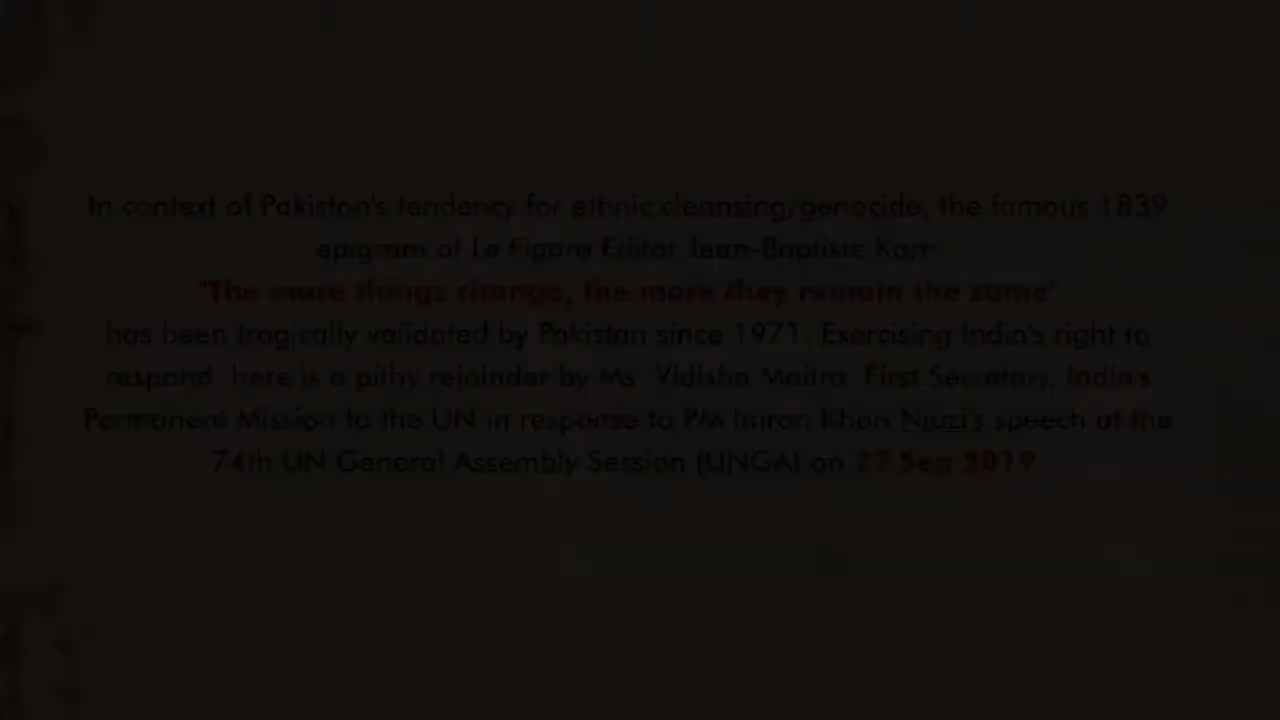 In context of Pakistan's tendency for ethnic cleansing/genocide, the famous 1839
epigram of Le Figaro Editor Jean-Baptiste Karr
"The more things change, the more they remain the same"
has been tragically validated by Pakistan since 1971. Exercising India's right to
respond, here is a pithy rejoinder by Ms. Vidisha Maitra, First Secretary, India's
Permanent Mission to the UN in response to PM Imran Khan Niazi's speech at the
74th UN General Assembly Session (UNGA) on 27 Sep 2019